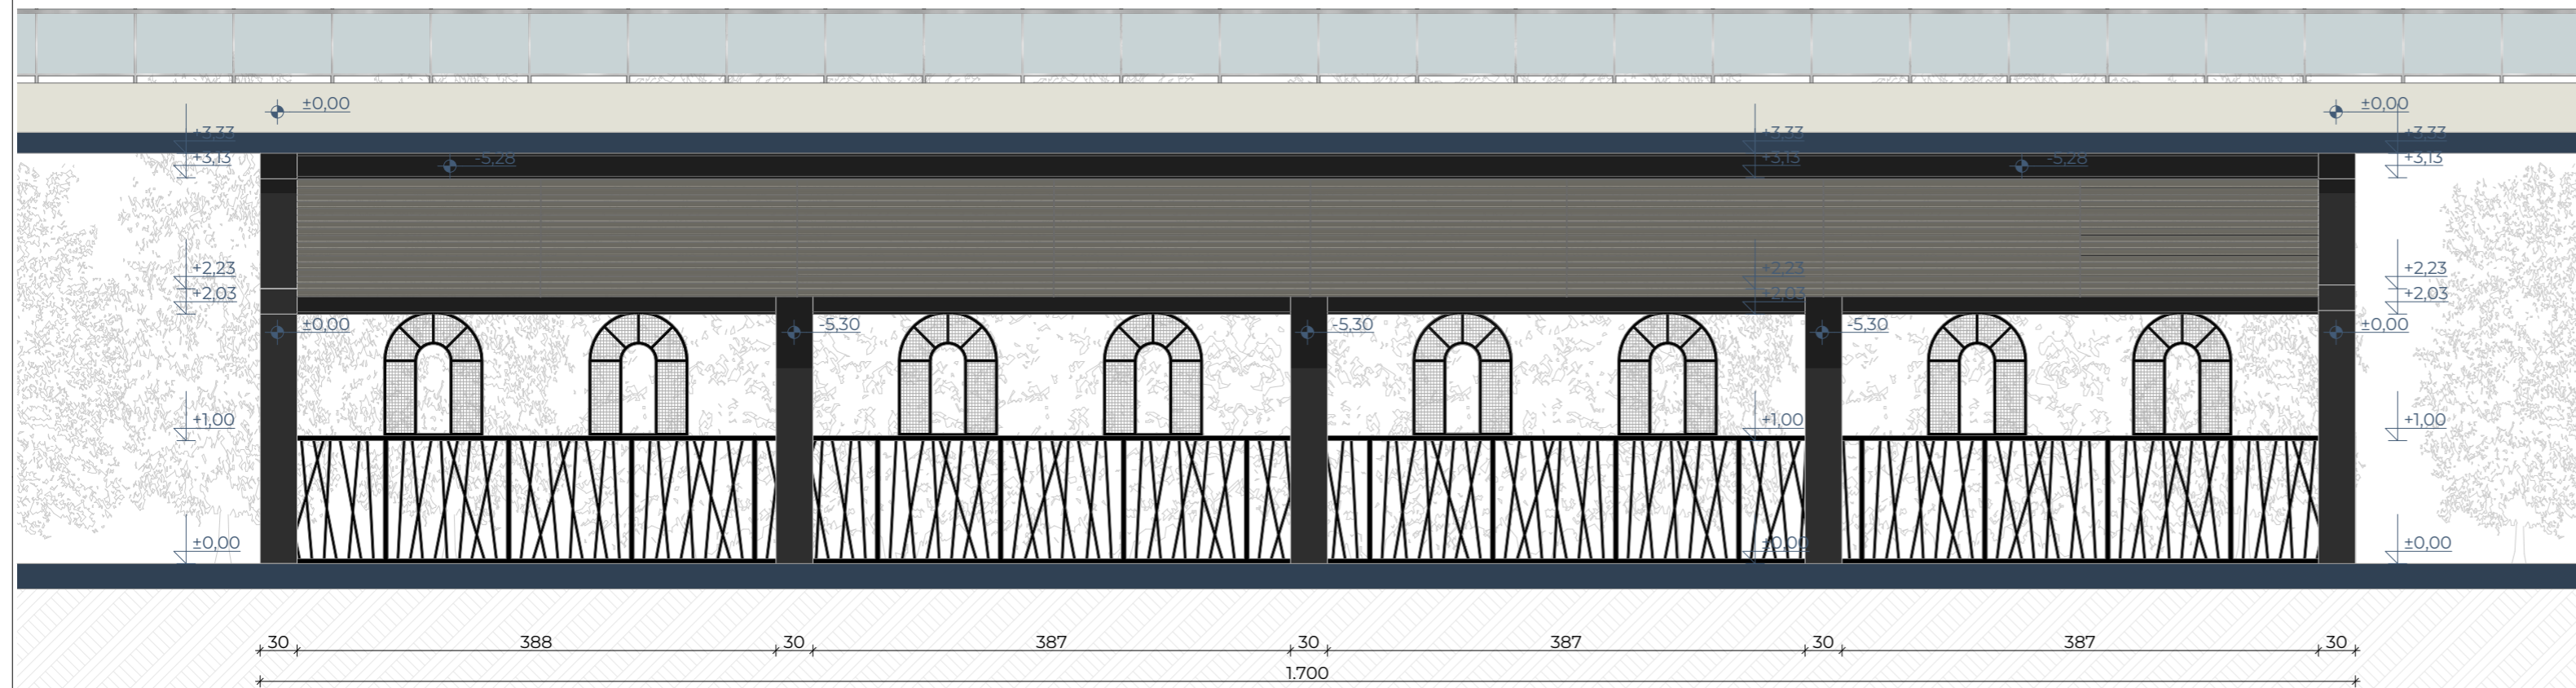 ±0,00 ±0,00
+3,33 +3,33 +3,33
+3,13 -5,28 +3,13 -5,28 +3,13
+2,23 +2,23 +2,23
+2,03 +2,03 +2,03
±0,00 -5,30 -5,30 -5,30 ±0,00
+1,00 +1,00 +1,00
±0,00 ±0,00 ±0,00
30 388 30 387 30 387 30 387 30
1.700